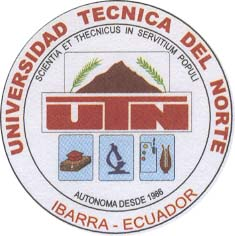 UNIVERSIDAD TECNICA DEL NORTE
SCIENTIA ET THECNICUS IN SERVITIUM POPULI
UTN
AUTONOMA DESDE 1986
IBARRA - ECUADOR